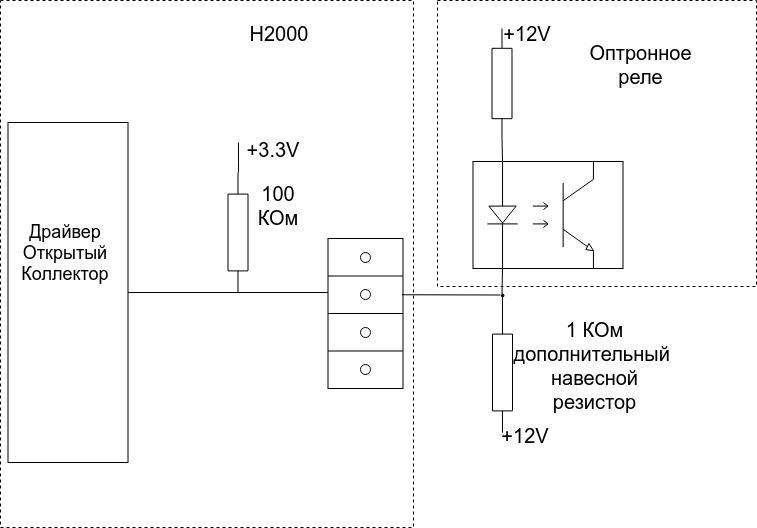 H2000
+12V
Оптронное
реле
+3.3V
100
КОм
Драйвер
Открытый
Коллектор
1 КОм
дополнительный
навесной
резистор
+12V